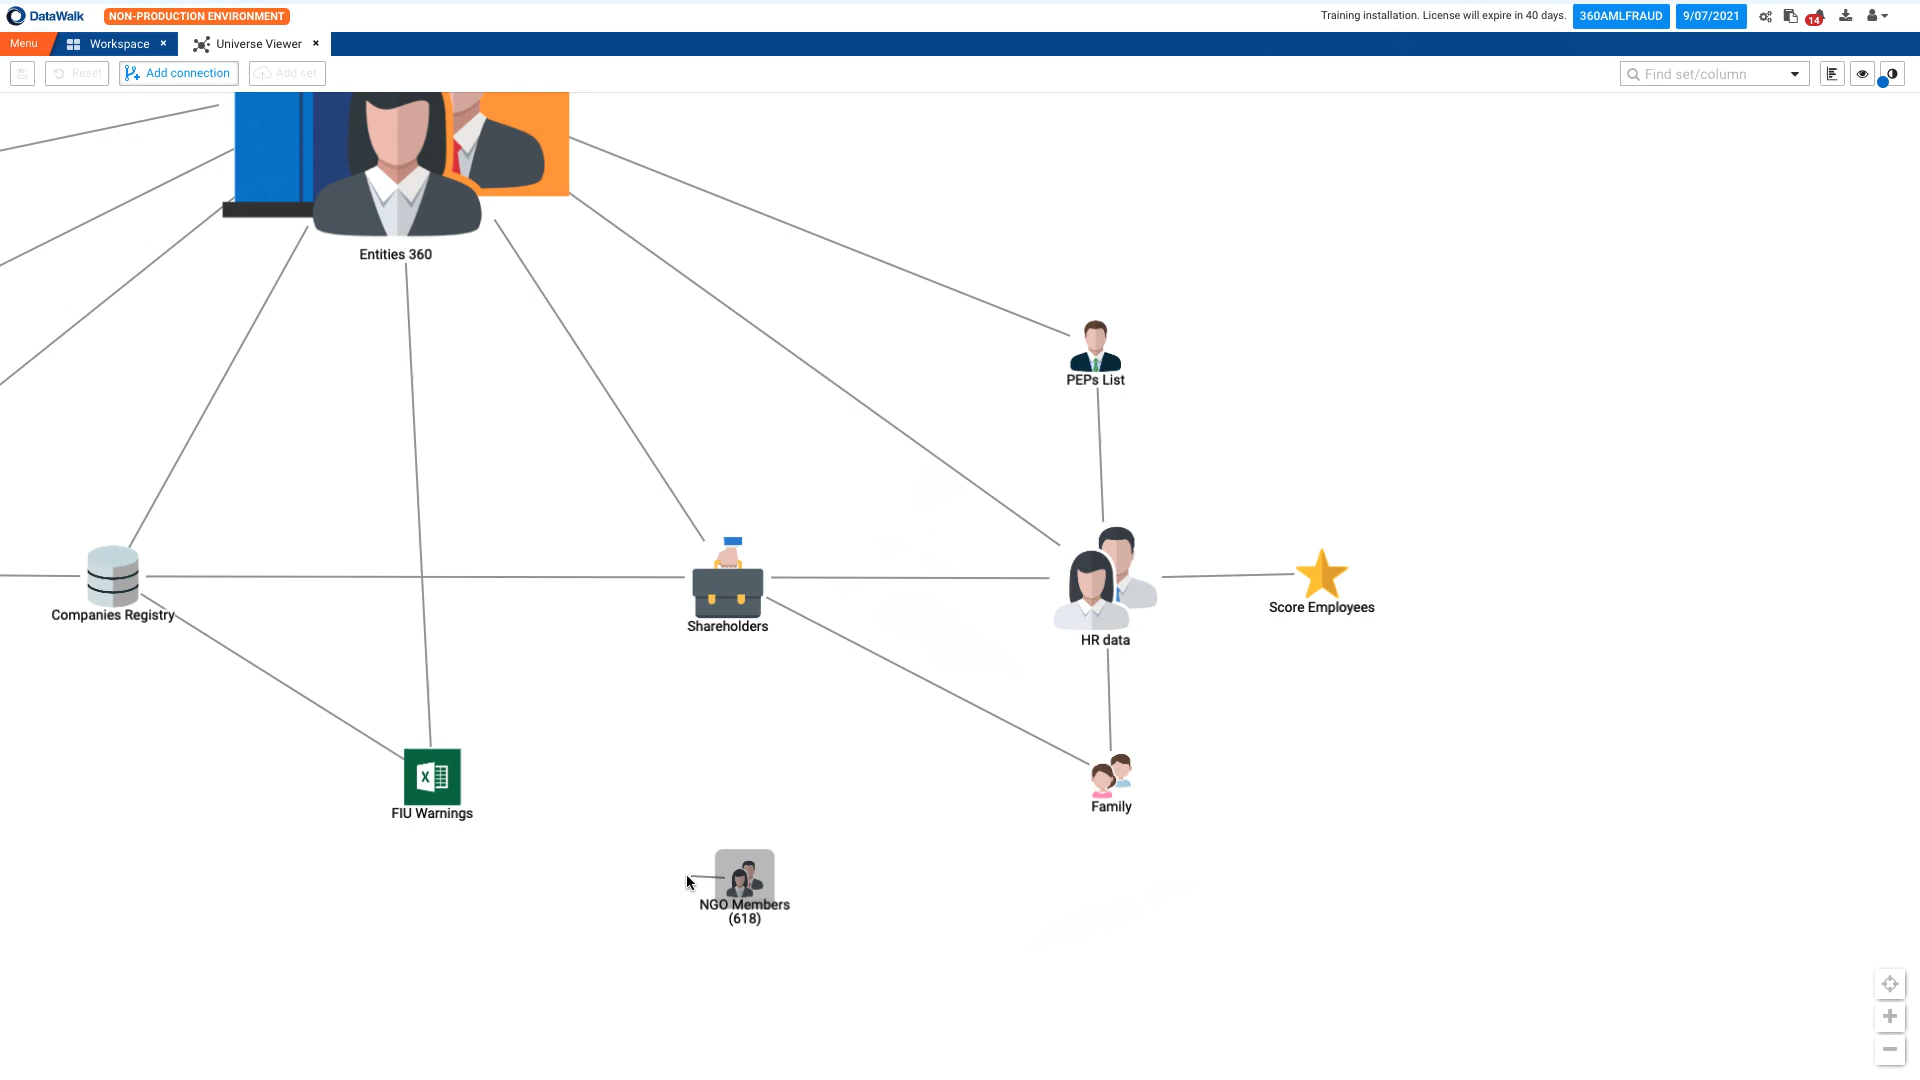 DataWalk
NON-PRODUCTION ENVIRONMENT
Training installation. License will expire in 40 days.
360AMLFRAUD
9/07/2021
14
Menu
Workspace ×
Universe Viewer ×
Reset
Add connection
Add set
Find set/column
Entities 360
PEPs List
Companies Registry
Shareholders
HR data
Score Employees
X
FIU Warnings
Family
NGO Members
(618)